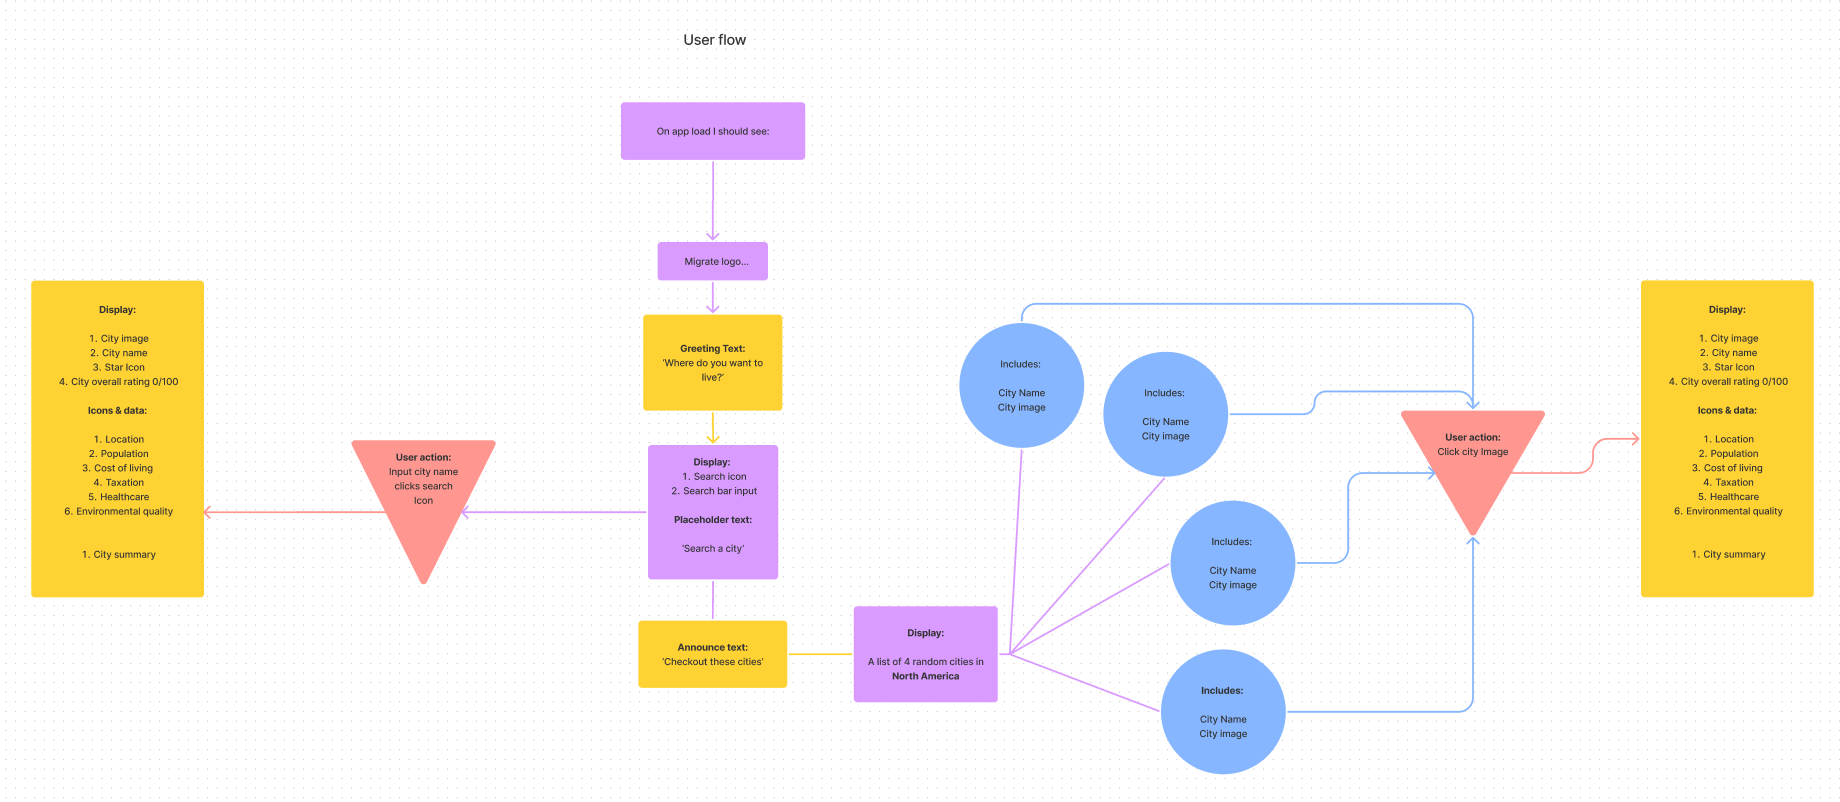 User flow
On app load I should see:
Migrate logo...
Greeting Text:
'Where do you want to
live?'
Display:
1. Search icon
2. Search bar input
Placeholder text:
'Search a city'
Announce text:
'Checkout these cities'
User action:
Input city name
clicks search
Icon
Display:
1. City image
2. City name
3. Star Icon
4. City overall rating 0/100
Icons & data:
1. Location
2. Population
3. Cost of living
4. Taxation
5. Healthcare
6. Environmental quality
1. City summary
Display:
A list of 4 random cities in
North America
Includes:
City Name
City image
Includes:
City Name
City image
Includes:
City Name
City image
Includes:
City Name
City image
User action:
Click city Image
Display:
1. City image
2. City name
3. Star Icon
4. City overall rating 0/100
Icons & data:
1. Location
2. Population
3. Cost of living
4. Taxation
5. Healthcare
6. Environmental quality
1. City summary